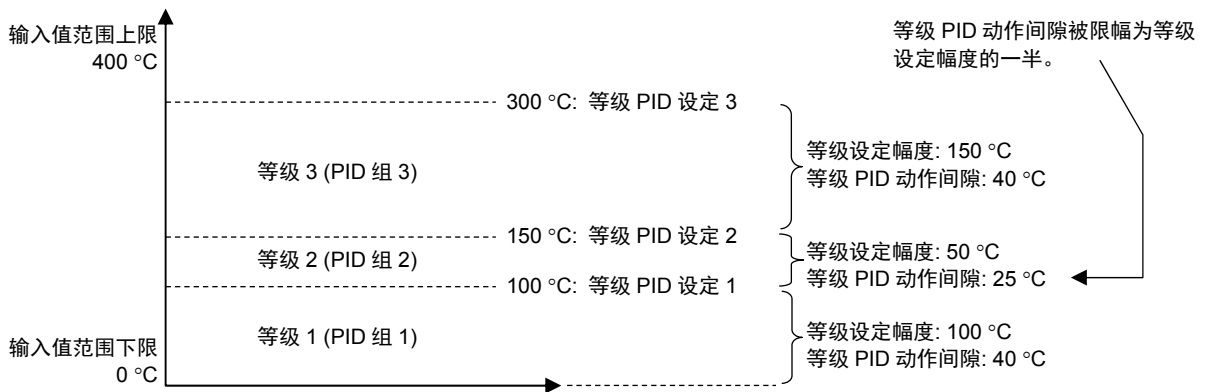 输入值范围上限
400 °C
等级 PID 动作间隙被限幅为等级
设定幅度的一半。
300 °C: 等级 PID 设定 3
等级 3 (PID 组 3)
等级设定幅度: 150 °C
等级 PID 动作间隙: 40 °C
150 °C: 等级 PID 设定 2
等级 2 (PID 组 2)
等级设定幅度: 50 °C
等级 PID 动作间隙: 25 °C
100 °C: 等级 PID 设定 1
等级 1 (PID 组 1)
等级设定幅度: 100 °C
等级 PID 动作间隙: 40 °C
输入值范围下限
0 °C